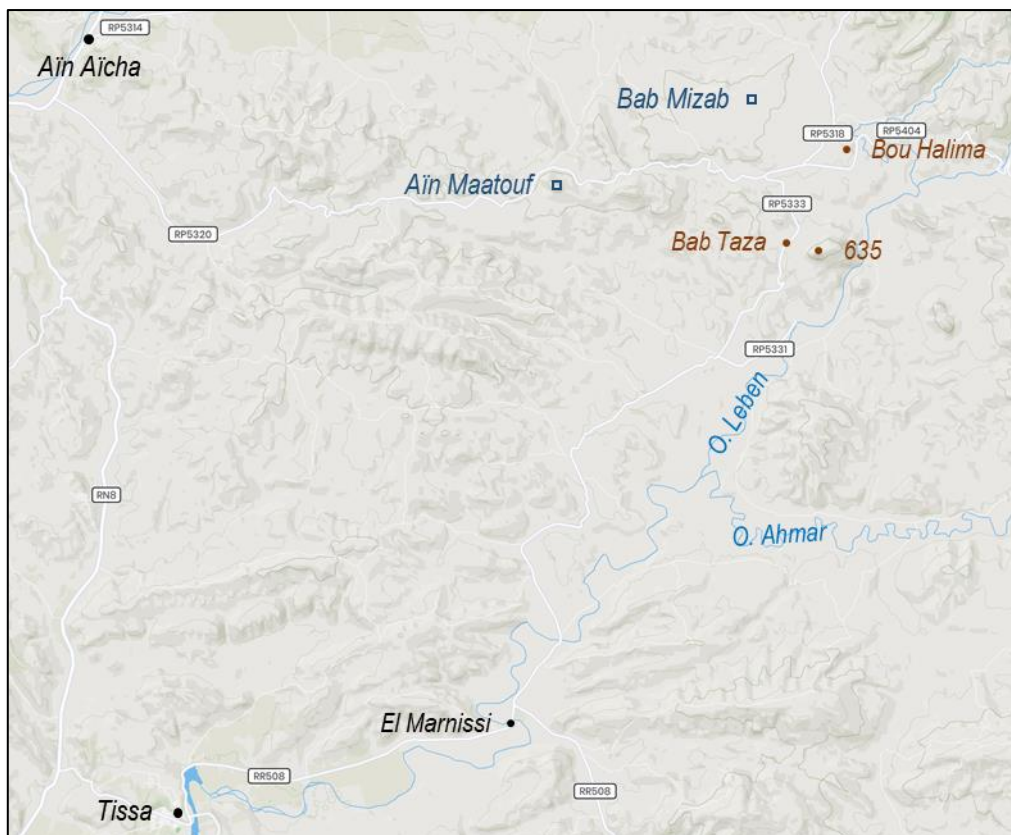 RP5314
Aïn Aïcha
Bab Mizab
RP5318
RP5404
Bou Halima
Aïn Maatouf
RP5333
RP5320
Bab Taza
635
RP5331
O. Leben
RN8
O. Ahmar
El Marnissi
RR508
RR508
Tissa